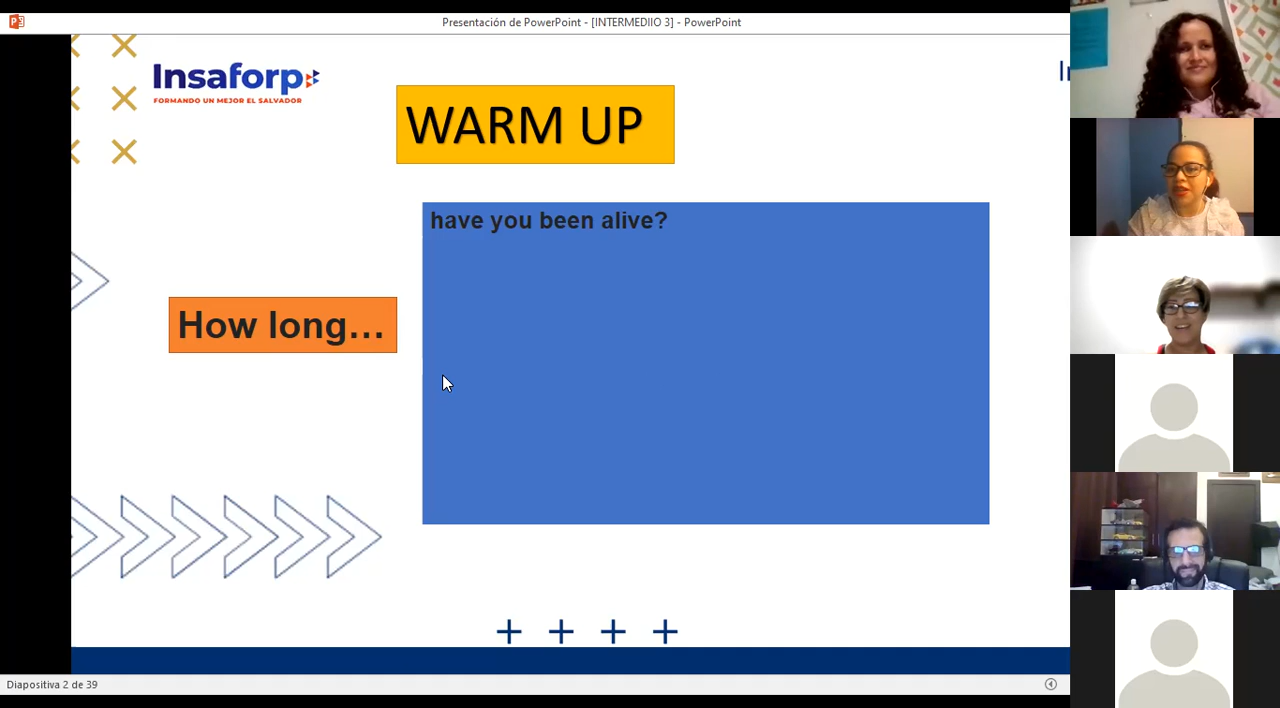 Presentación de PowerPoint - [INTERMEDIIO 3] - PowerPoint
Insaforp
FORMANDO UN MEJOR EL SALVADOR
WARM UP
have you been alive?
How long...
Diapositiva 2 de 39